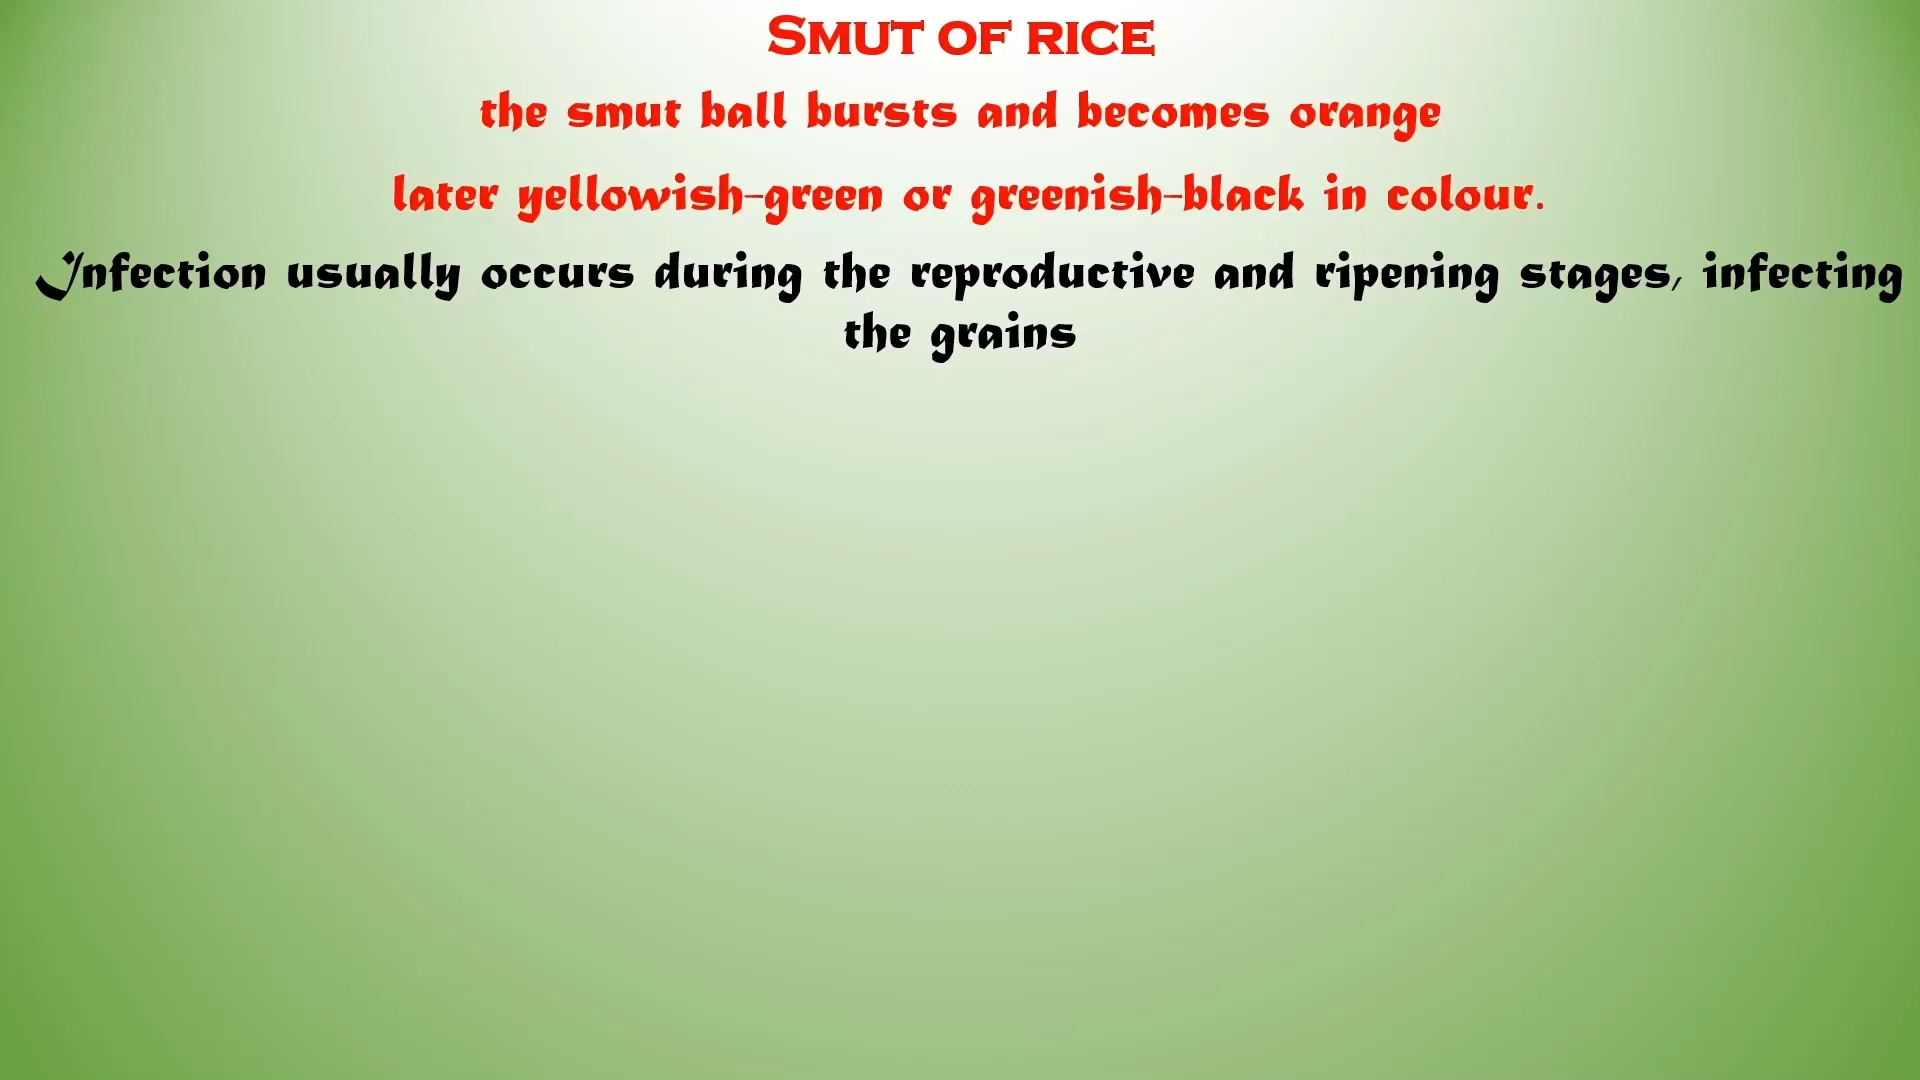 Smut of rice
the smut ball bursts and becomes orange
later yellowish-green or greenish-black in colour.
Infection usually occurs during the reproductive and ripening stages, infecting
the grains